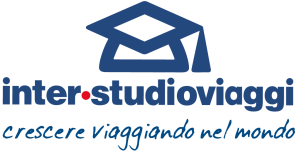 inter•studioviaggi
crescere viaggiando nel mondo